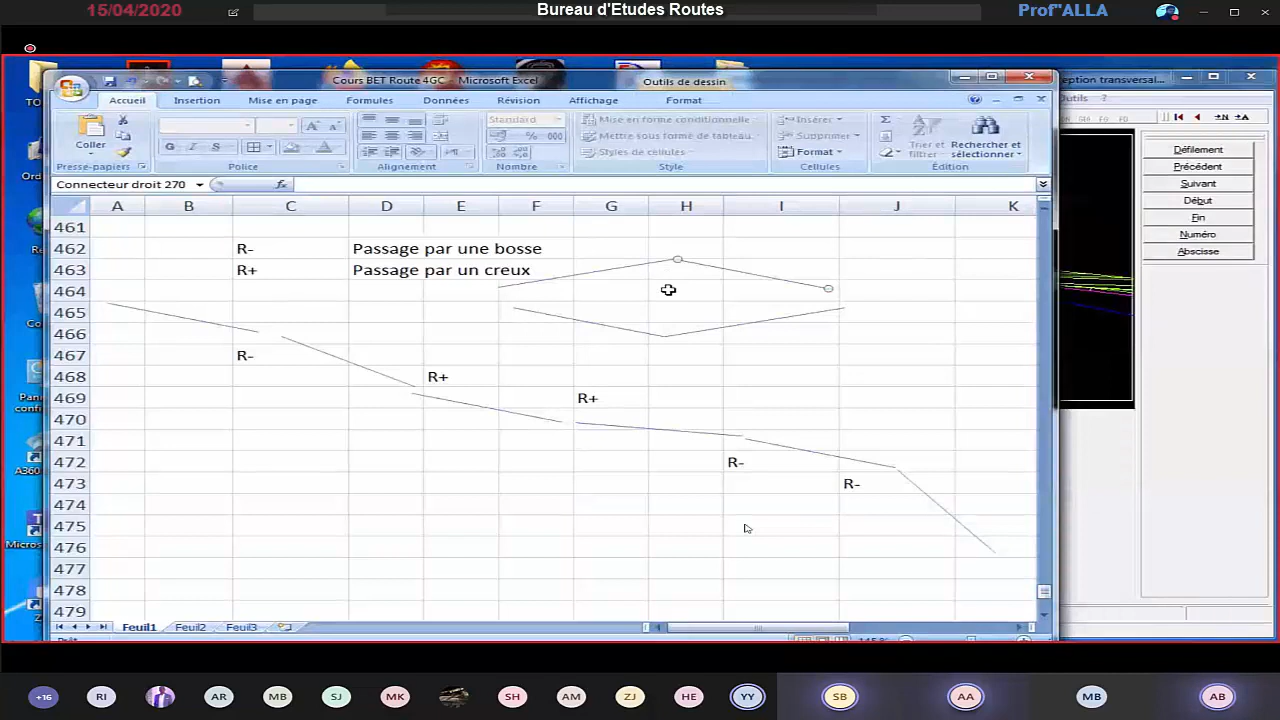 15/04/2020
Bureau d'Etudes Routes
Prof"ALLA
Cours BET Route 4GC - Microsoft Excel
Outils de dessin
eption transversal...
Accueil
Insertion
Mise en page
Formules
Données
Révision
Affichage
Format
Outils ?
Coller
Presse-papiers
Police
Alignement
Standard
Nombre
Mise en forme conditionnelle
Mettre sous forme de tableau
Styles de cellules
Style
Insérer
Supprimer
Format
Cellules
Trier et filtrer
Rechercher et sélectionner
Édition
Connecteur droit 270
fx
Défilement
Précédent
Suivant
Début
Fin
Numéro
Abscisse
A B C D E F G H I J K
461
462 R- Passage par une bosse
463 R+ Passage par un creux
464
465
466
467 R-
468 R+
469 R+
470
471
472 R-
473 R-
474
475
476
477
478
479
Feuil1 Feuil2 Feuil3
+16 RI AR MB SJ MK SH AM ZJ HE YY SB AA MB AB